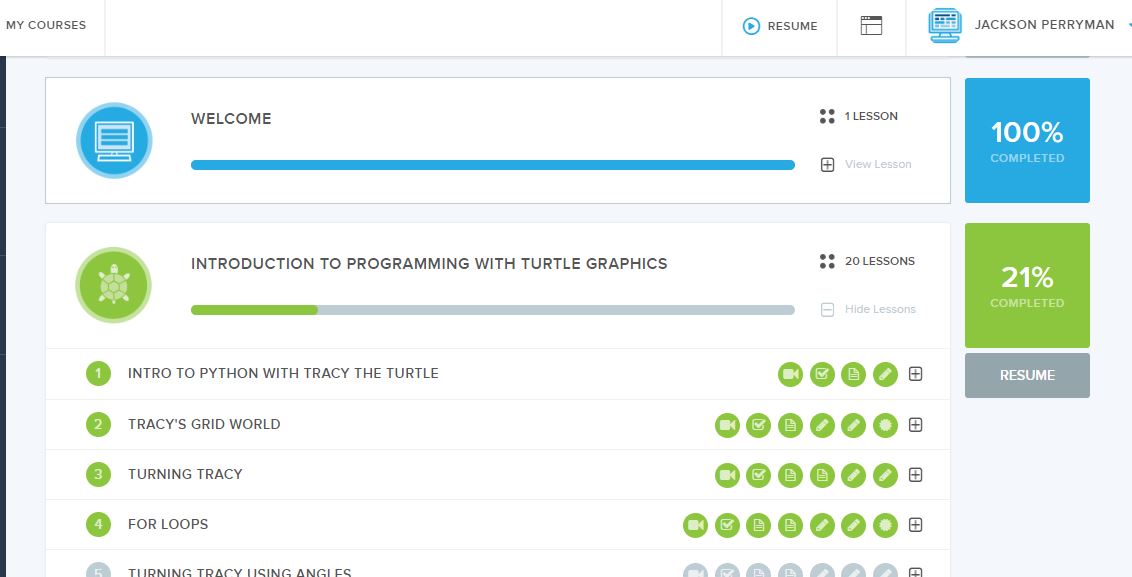 MY COURSES
RESUME
JACKSON PERRYMAN
WELCOME
1 LESSON
View Lesson
100%
COMPLETED
INTRODUCTION TO PROGRAMMING WITH TURTLE GRAPHICS
20 LESSONS
Hide Lessons
21%
COMPLETED
RESUME
1 INTRO TO PYTHON WITH TRACY THE TURTLE
2 TRACY'S GRID WORLD
3 TURNING TRACY
4 FOR LOOPS
5 TURNING TRACY USING ANGLES